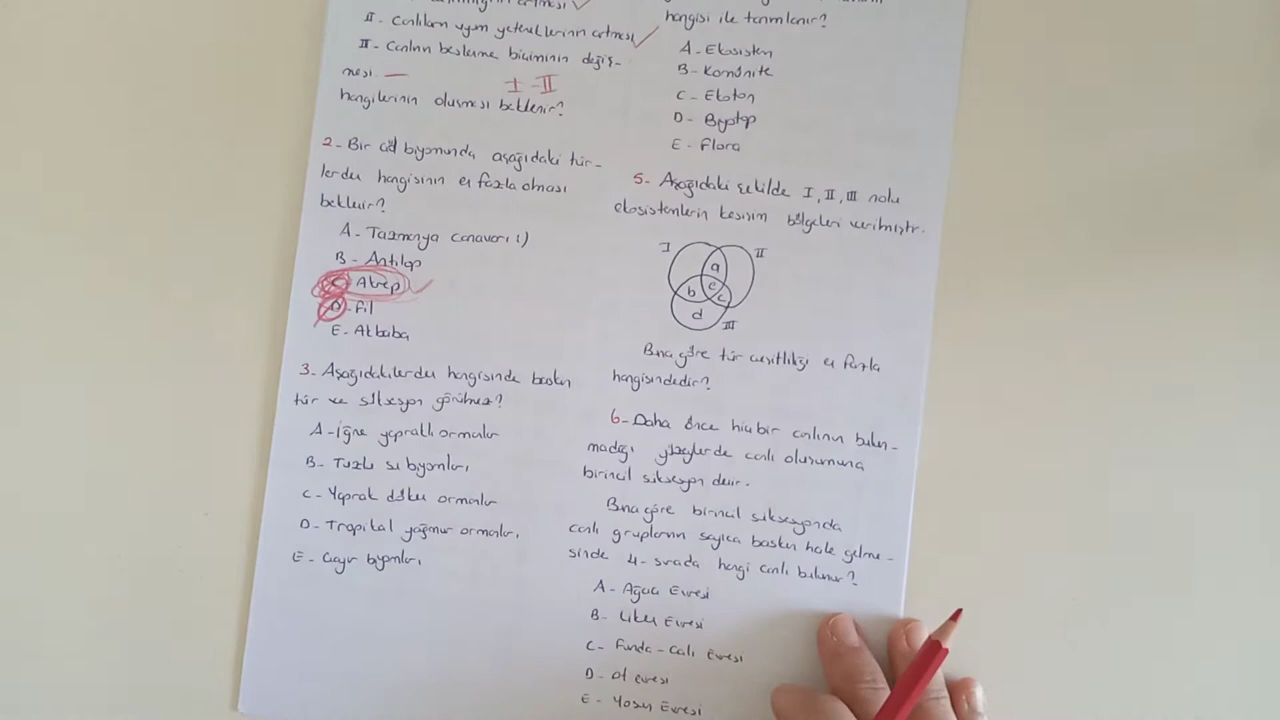 artması ✓
II - Canlıların uyum yeteneklerinin artması ✓
II - Canlının beslenme biçiminin değiş-
mesi —
I - II
hangilerinin oluşması beklenir?
2- Bir çöl biyomunda aşağıdaki tür-
lerden hangisinin en fazla olması
beklenir?
A - Tazmanya canavarı :)
B - Antilop
C - Akrep ✓
D - Fil
E - Akbaba
3- Aşağıdakilerden hangisinde baskın
tür ve süksesyon görülmez?
A - İğne yapraklı ormanlar
B - Tuzlu su biyomları
C - Yaprak döken ormanlar
D - Tropikal yağmur ormanları
E - Çayır biyomları
hangisi ile tanımlanır?
A - Ekosistem
B - Komünite
C - Ekoton
D - Biyotop
E - Flora
5- Aşağıdaki şekilde I, II, III nolu
ekosistemlerin kesişim bölgeleri verilmiştir.
I
II
a
e
b
c
d
III
Buna göre tür çeşitliliği en fazla
hangisindedir?
6- Daha önce hiçbir canlının bulun-
madığı yüzeylerde canlı oluşumuna
birincil süksesyon denir.
Buna göre birincil süksesyonda
canlı grupların sayıca baskın hale gelme-
sinde 4. sırada hangi canlı bulunur?
A - Ağaç Evresi
B - Liken Evresi
C - Funda - Çalı Evresi
D - Ot evresi
E - Yosun Evresi